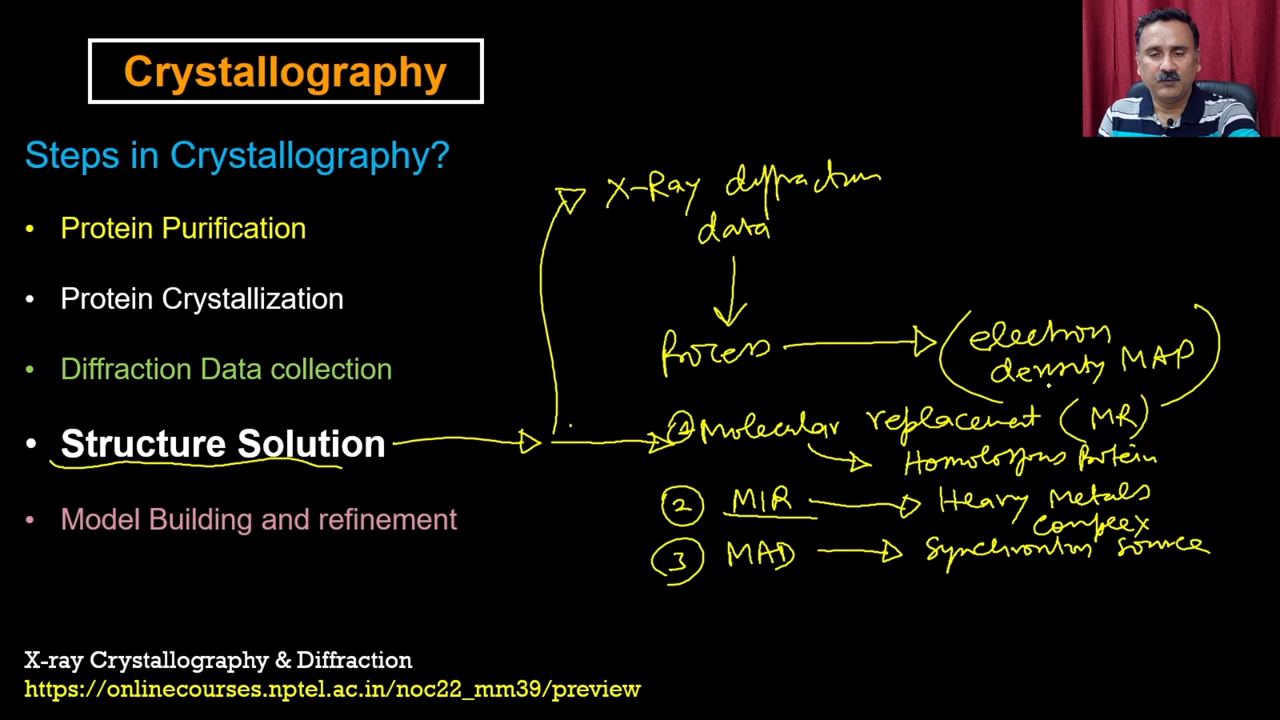 Crystallography
Steps in Crystallography?
• Protein Purification
• Protein Crystallization
• Diffraction Data collection
• Structure Solution
• Model Building and refinement
X-Ray diffraction
data
Process
(electron
density MAP)
① Molecular replacement (MR)
Homologous Protein
② MIR
Heavy Metals
Complex
③ MAD
Synchrotron source
X-ray Crystallography & Diffraction
https://onlinecourses.nptel.ac.in/noc22_mm39/preview